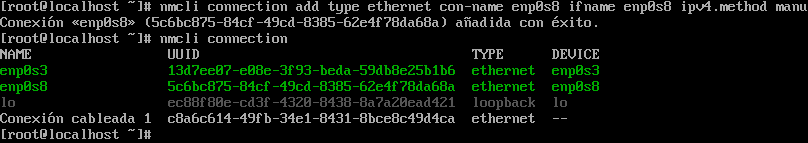 [root@localhost ~]# nmcli connection add type ethernet con-name enp0s8 ifname enp0s8 ipv4.method manu
Conexión «enp0s8» (5c6bc875-84cf-49cd-8385-62e4f78da68a) añadida con éxito.
[root@localhost ~]# nmcli connection
NAME                 UUID                                  TYPE      DEVICE
enp0s3               13d7ee07-e08e-3f93-beda-59db8e25b1b6  ethernet  enp0s3
enp0s8               5c6bc875-84cf-49cd-8385-62e4f78da68a  ethernet  enp0s8
lo                   ec88f80e-cd3f-4320-8438-8a7a20ead421  loopback  lo
Conexión cableada 1  c8a6c614-49fb-34e1-8431-8bce8c49d4ca  ethernet  --
[root@localhost ~]#